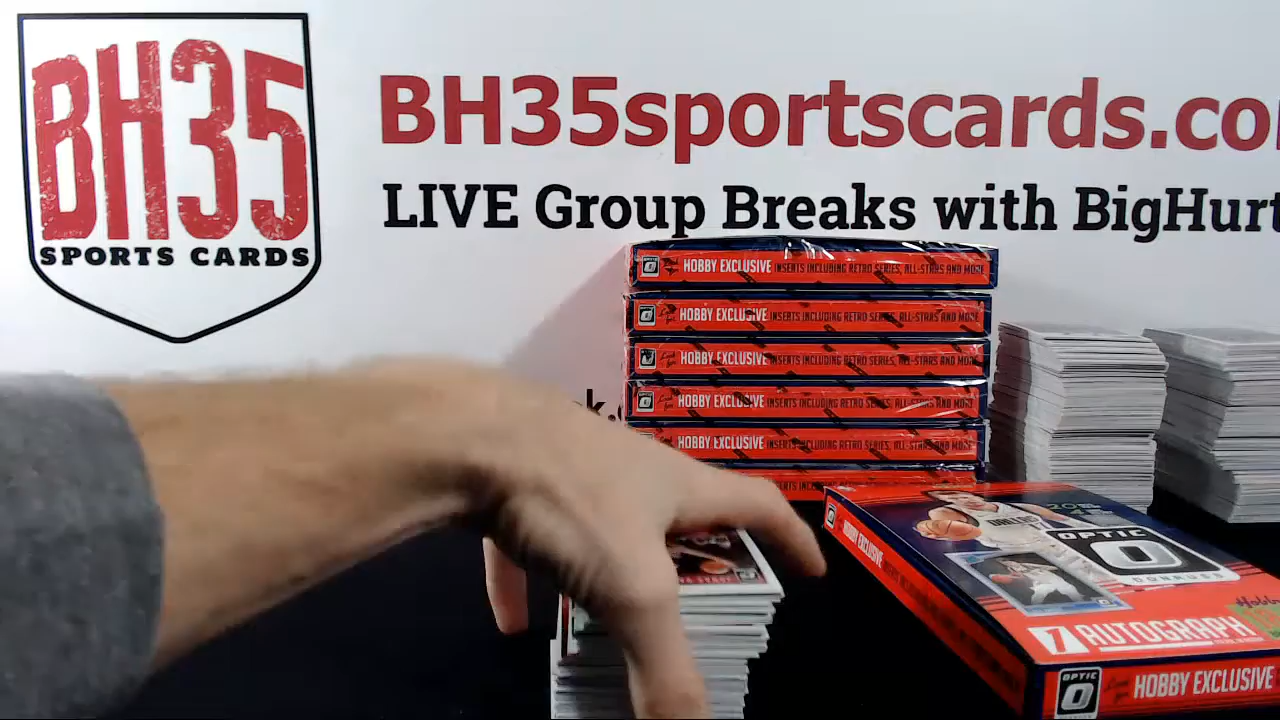 BH35
SPORTS CARDS
BH35sportscards.co
LIVE Group Breaks with BigHurt
OPTIC HOBBY EXCLUSIVE INSERTS INCLUDING RETRO SERIES, ALL-STARS AND MORE
HOBBY EXCLUSIVE INSERTS INCLUDING RETRO SERIES, ALL-STARS AND MORE
HOBBY EXCLUSIVE INSERTS INCLUDING RETRO SERIES, ALL-STARS AND MORE
HOBBY EXCLUSIVE INSERTS INCLUDING RETRO SERIES, ALL-STARS AND MORE
HOBBY EXCLUSIVE INSERTS INCLUDING RETRO SERIES, ALL-STARS AND MORE
HOBBY EXCLUSIVE
DALLAS
OPTIC
DONRUSS
1 AUTOGRAPH
OPTIC HOBBY EXCLUSIVE